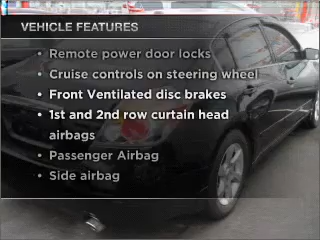 VEHICLE FEATURES
• Remote power door locks
• Cruise controls on steering wheel
• Front Ventilated disc brakes
• 1st and 2nd row curtain head
airbags
• Passenger Airbag
• Side airbag